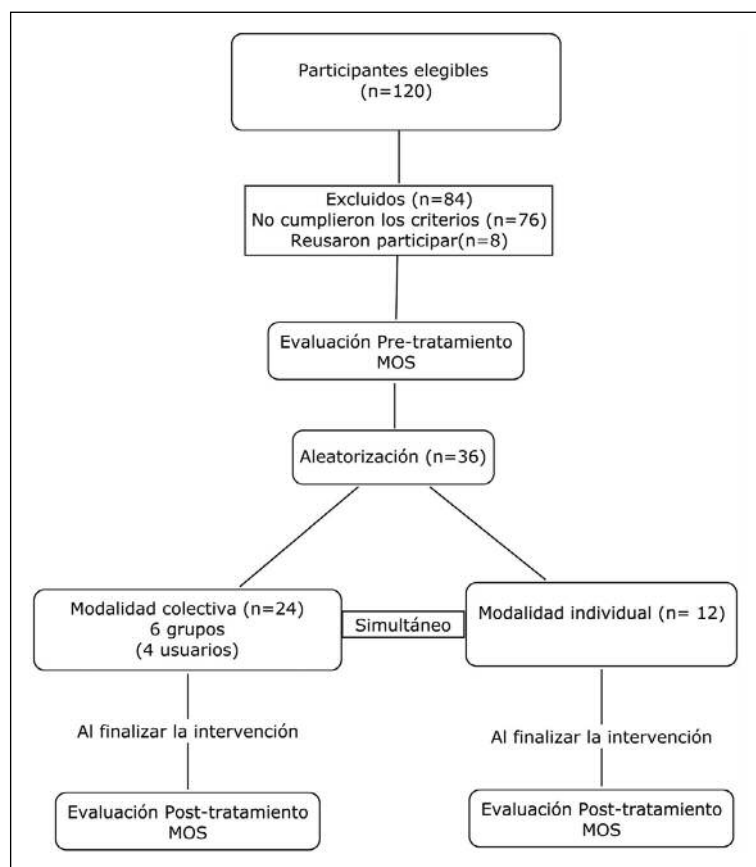 Participantes elegibles
(n=120)
Excluidos (n=84)
No cumplieron los criterios (n=76)
Reusaron participar(n=8)
Evaluación Pre-tratamiento
MOS
Aleatorización (n=36)
Modalidad colectiva (n=24)
6 grupos
(4 usuarios)
Simultáneo
Modalidad individual (n= 12)
Al finalizar la intervención
Al finalizar la intervención
Evaluación Post-tratamiento
MOS
Evaluación Post-tratamiento
MOS